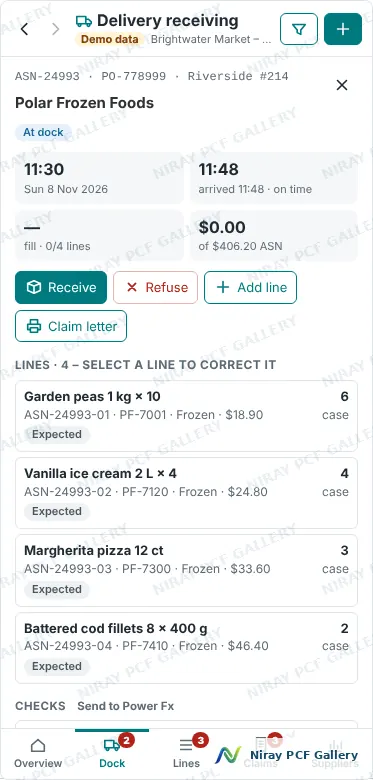 Delivery receiving
Demo data Brightwater Market – ...
ASN-24993 · PO-778999 · Riverside #214
Polar Frozen Foods
At dock
11:30
Sun 8 Nov 2026
11:48
arrived 11:48 · on time
—
fill · 0/4 lines
$0.00
of $406.20 ASN
Receive
Refuse
Add line
Claim letter
LINES · 4 – SELECT A LINE TO CORRECT IT
Garden peas 1 kg × 10 6
ASN-24993-01 · PF-7001 · Frozen · $18.90 case
Expected
Vanilla ice cream 2 L × 4 4
ASN-24993-02 · PF-7120 · Frozen · $24.80 case
Expected
Margherita pizza 12 ct 3
ASN-24993-03 · PF-7300 · Frozen · $33.60 case
Expected
Battered cod fillets 8 × 400 g 2
ASN-24993-04 · PF-7410 · Frozen · $46.40 case
Expected
CHECKS Send to Power Fx
2 3
Overview Dock Lines Claims Suppliers
Niray PCF Gallery
NIRAY PCF GALLERY